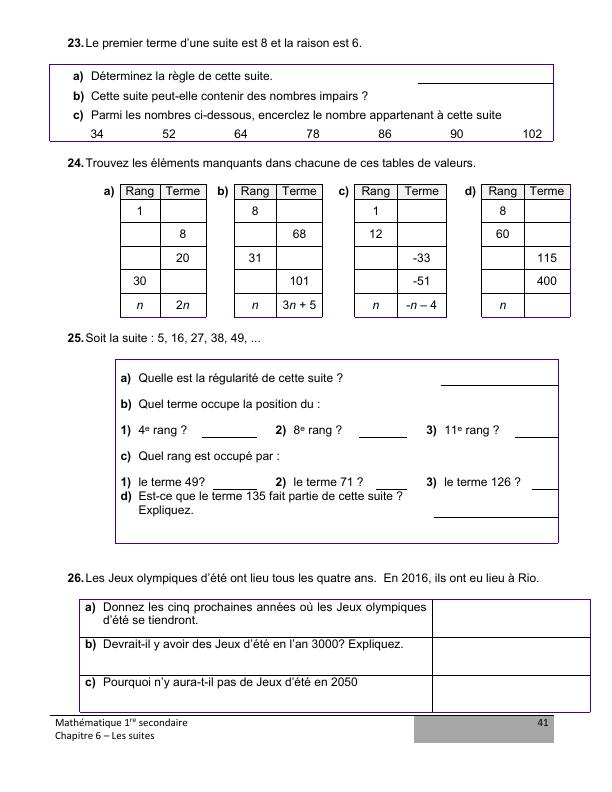 23. Le premier terme d'une suite est 8 et la raison est 6.
a) Déterminez la règle de cette suite.
b) Cette suite peut-elle contenir des nombres impairs ?
c) Parmi les nombres ci-dessous, encerclez le nombre appartenant à cette suite
34 52 64 78 86 90 102
24. Trouvez les éléments manquants dans chacune de ces tables de valeurs.
a) Rang Terme b) Rang Terme c) Rang Terme d) Rang Terme
1 8 1 8
8 68 12 60
20 31 -33 115
30 101 -51 400
n 2n n 3n + 5 n -n – 4 n
25. Soit la suite : 5, 16, 27, 38, 49, ...
a) Quelle est la régularité de cette suite ?
b) Quel terme occupe la position du :
1) 4e rang ? 2) 8e rang ? 3) 11e rang ?
c) Quel rang est occupé par :
1) le terme 49? 2) le terme 71 ? 3) le terme 126 ?
d) Est-ce que le terme 135 fait partie de cette suite ?
Expliquez.
26. Les Jeux olympiques d'été ont lieu tous les quatre ans. En 2016, ils ont eu lieu à Rio.
a) Donnez les cinq prochaines années où les Jeux olympiques
d'été se tiendront.
b) Devrait-il y avoir des Jeux d'été en l'an 3000? Expliquez.
c) Pourquoi n'y aura-t-il pas de Jeux d'été en 2050
Mathématique 1re secondaire 41
Chapitre 6 – Les suites